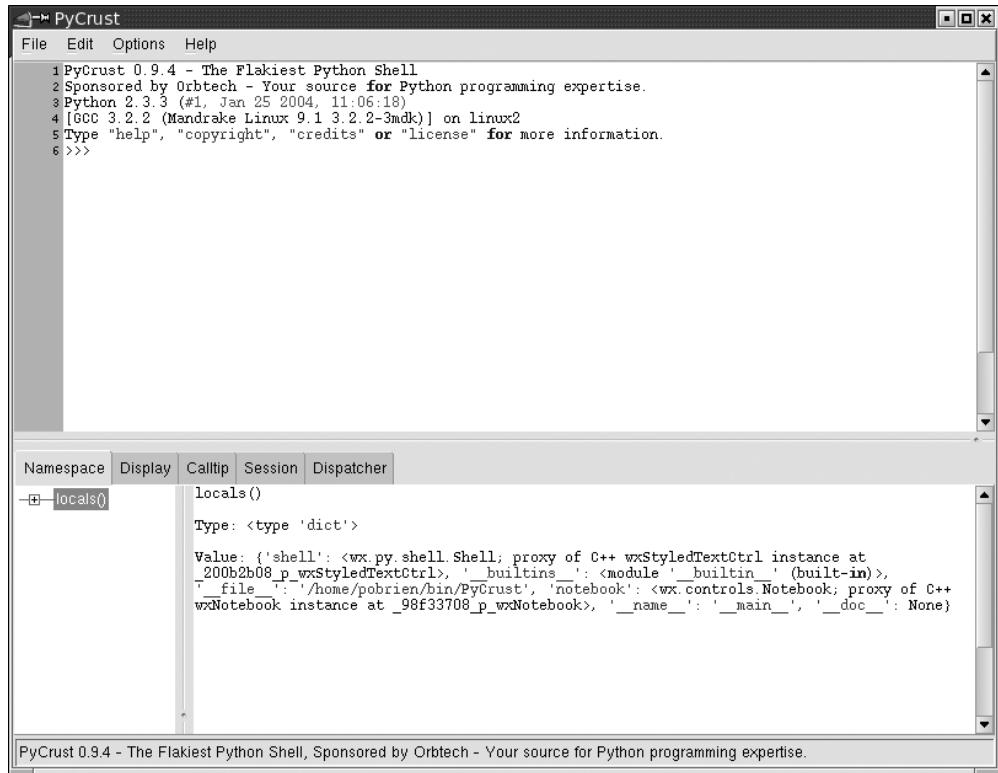 PyCrust
File Edit Options Help
1 PyCrust 0.9.4 - The Flakiest Python Shell
2 Sponsored by Orbtech - Your source for Python programming expertise.
3 Python 2.3.3 (#1, Jan 25 2004, 11:06:18)
4 [GCC 3.2.2 (Mandrake Linux 9.1 3.2.2-3mdk)] on linux2
5 Type "help", "copyright", "credits" or "license" for more information.
6 >>>
Namespace Display Calltip Session Dispatcher
locals()
locals()
Type: <type 'dict'>
Value: {'shell': <wx.py.shell.Shell; proxy of C++ wxStyledTextCtrl instance at
_200b2b08_p_wxStyledTextCtrl>, '__builtins__': <module '__builtin__' (built-in)>,
'__file__': '/home/pobrien/bin/PyCrust', 'notebook': <wx.controls.Notebook; proxy of C++
wxNotebook instance at _98f33708_p_wxNotebook>, '__name__': '__main__', '__doc__': None}
PyCrust 0.9.4 - The Flakiest Python Shell, Sponsored by Orbtech - Your source for Python programming expertise.